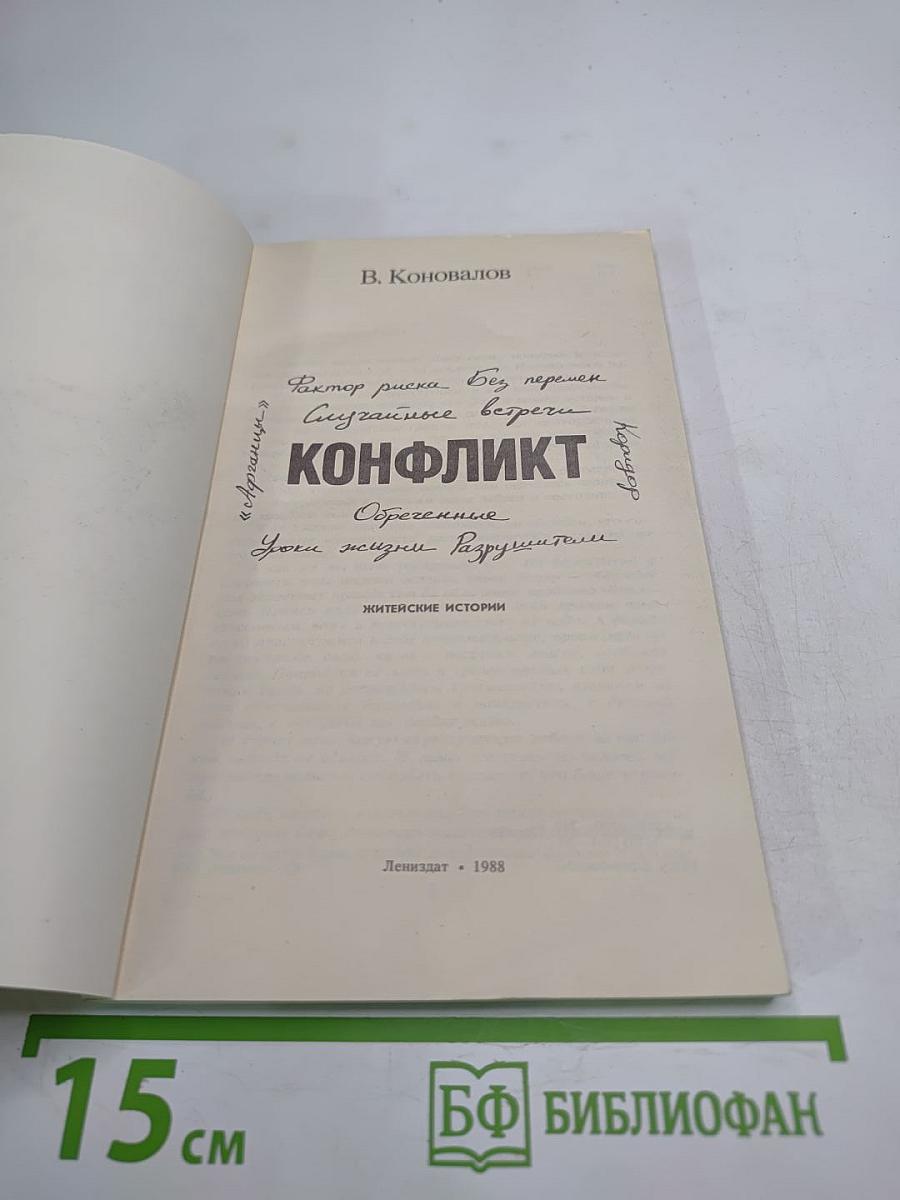 В. Коновалов
Фактор риска Без перемен
Случайные встречи
«Афганцы»
КОНФЛИКТ
Коридор
Обреченные
Уроки жизни Разрушители
ЖИТЕЙСКИЕ ИСТОРИИ
Лениздат • 1988
15 см
БФ БИБЛИОФАН